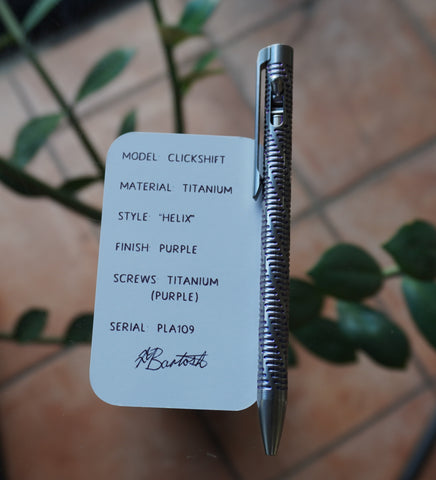 MODEL: CLICKSHIFT
MATERIAL: TITANIUM
STYLE: "HELIX"
FINISH: PURPLE
SCREWS: TITANIUM
(PURPLE)
SERIAL: PLA109
Bartosh